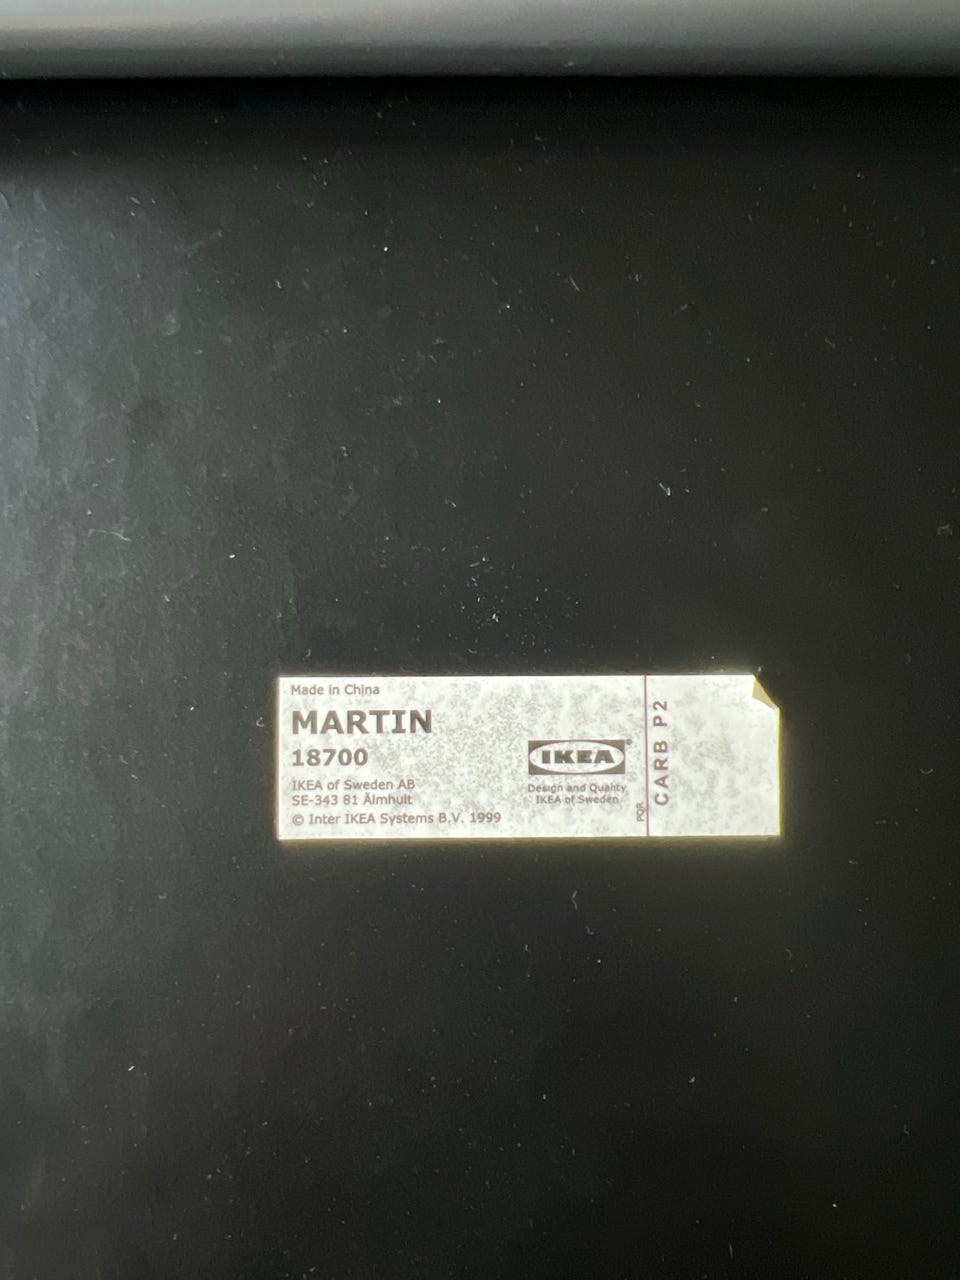 Made in China
MARTIN
18700
IKEA of Sweden AB
SE-343 81 Älmhult
© Inter IKEA Systems B.V. 1999
IKEA®
Design and Quality
IKEA of Sweden
PQR
CARB P2